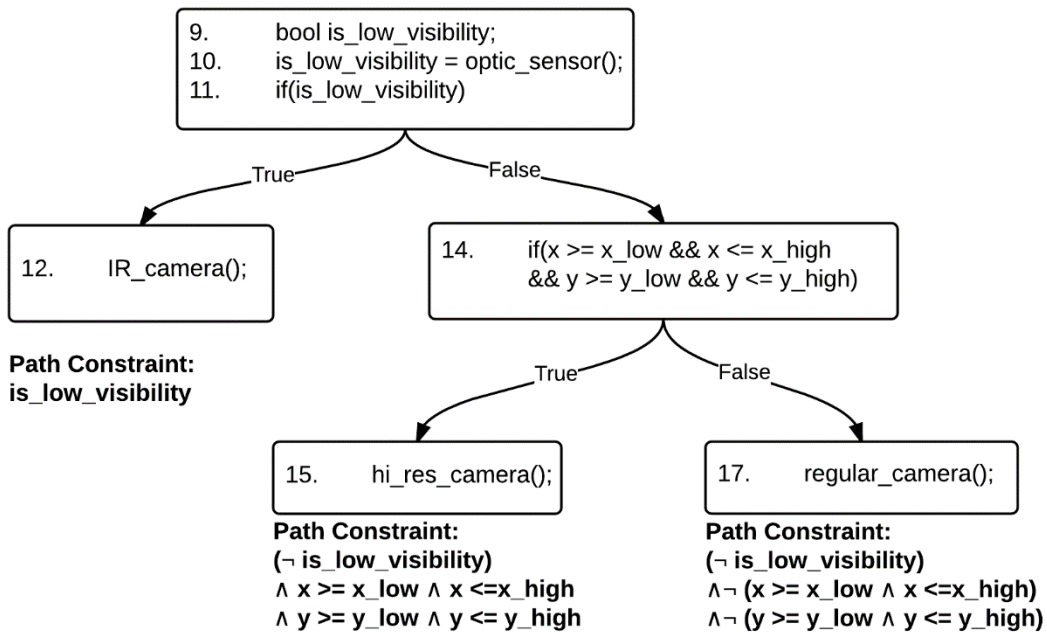 9. bool is_low_visibility;
10. is_low_visibility = optic_sensor();
11. if(is_low_visibility)
True
False
12. IR_camera();
14. if(x >= x_low && x <= x_high
&& y >= y_low && y <= y_high)
Path Constraint:
is_low_visibility
True
False
15. hi_res_camera();
17. regular_camera();
Path Constraint:
(¬ is_low_visibility)
∧ x >= x_low ∧ x <=x_high
∧ y >= y_low ∧ y <= y_high
Path Constraint:
(¬ is_low_visibility)
∧¬ (x >= x_low ∧ x <=x_high)
∧¬ (y >= y_low ∧ y <= y_high)